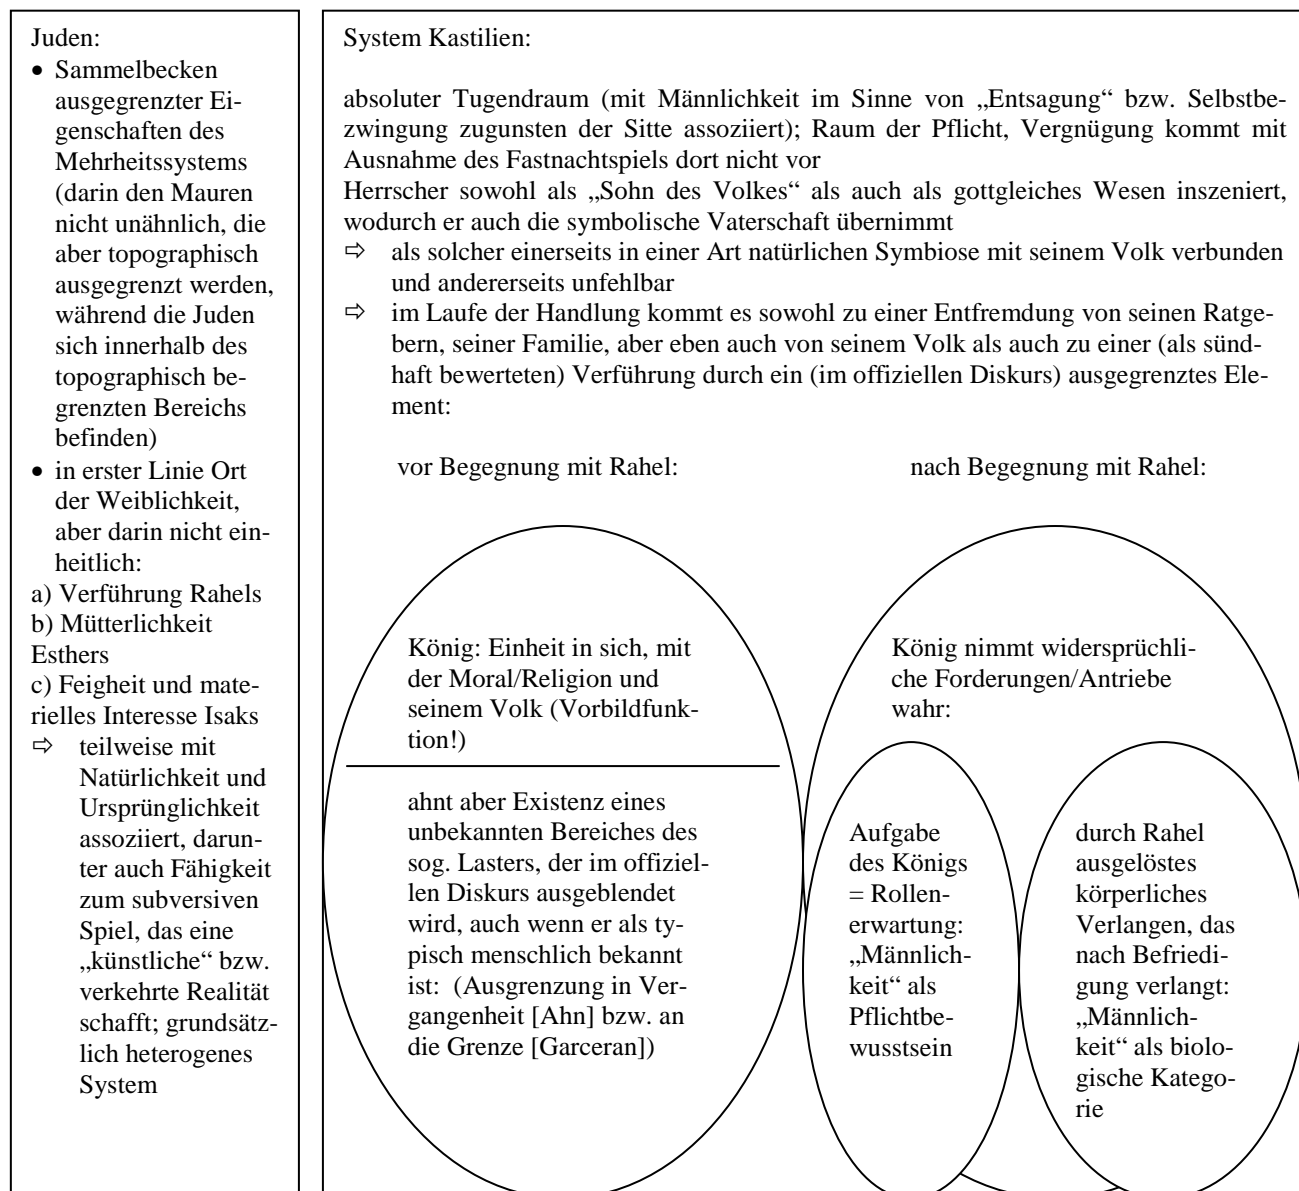 Juden:
• Sammelbecken
ausgegrenzter Ei-
genschaften des
Mehrheitssystems
(darin den Mauren
nicht unähnlich, die
aber topographisch
ausgegrenzt werden,
während die Juden
sich innerhalb des
topographisch be-
grenzten Bereichs
befinden)
• in erster Linie Ort
der Weiblichkeit,
aber darin nicht ein-
heitlich:
a) Verführung Rahels
b) Mütterlichkeit
Esthers
c) Feigheit und mate-
rielles Interesse Isaks
⇨ teilweise mit
Natürlichkeit und
Ursprünglichkeit
assoziiert, darun-
ter auch Fähigkeit
zum subversiven
Spiel, das eine
„künstliche“ bzw.
verkehrte Realität
schafft; grundsätz-
lich heterogenes
System
System Kastilien:
absoluter Tugendraum (mit Männlichkeit im Sinne von „Entsagung“ bzw. Selbstbe-
zwingung zugunsten der Sitte assoziiert); Raum der Pflicht, Vergnügung kommt mit
Ausnahme des Fastnachtspiels dort nicht vor
Herrscher sowohl als „Sohn des Volkes“ als auch als gottgleiches Wesen inszeniert,
wodurch er auch die symbolische Vaterschaft übernimmt
⇨ als solcher einerseits in einer Art natürlichen Symbiose mit seinem Volk verbunden
und andererseits unfehlbar
⇨ im Laufe der Handlung kommt es sowohl zu einer Entfremdung von seinen Ratge-
bern, seiner Familie, aber eben auch von seinem Volk als auch zu einer (als sünd-
haft bewerteten) Verführung durch ein (im offiziellen Diskurs) ausgegrenztes Ele-
ment:
vor Begegnung mit Rahel:
König: Einheit in sich, mit
der Moral/Religion und
seinem Volk (Vorbildfunk-
tion!)
ahnt aber Existenz eines
unbekannten Bereiches des
sog. Lasters, der im offiziel-
len Diskurs ausgeblendet
wird, auch wenn er als ty-
pisch menschlich bekannt
ist: (Ausgrenzung in Ver-
gangenheit [Ahn] bzw. an
die Grenze [Garceran])
nach Begegnung mit Rahel:
König nimmt widersprüchli-
che Forderungen/Antriebe
wahr:
Aufgabe
des Königs
= Rollen-
erwartung:
„Männlich-
keit“ als
Pflichtbe-
wusstsein
durch Rahel
ausgelöstes
körperliches
Verlangen, das
nach Befriedi-
gung verlangt:
„Männlich-
keit“ als biolo-
gische Katego-
rie